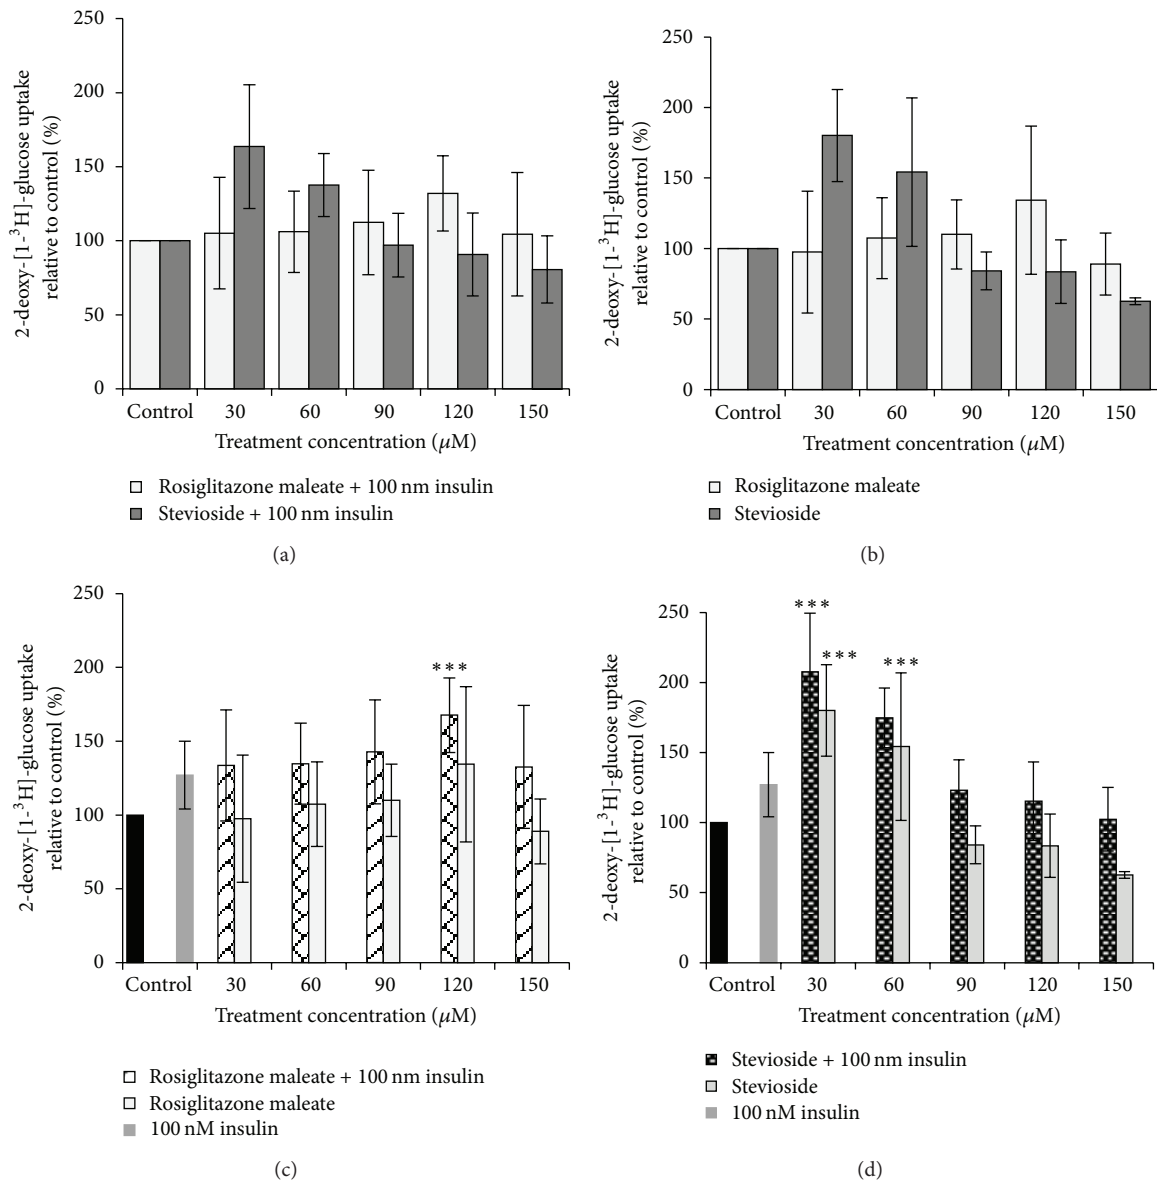 250
200
150
100
50
0
2-deoxy-[1-³H]-glucose uptake
relative to control (%)
Control 30 60 90 120 150
Treatment concentration (μM)
Rosiglitazone maleate + 100 nm insulin
Stevioside + 100 nm insulin
(a)
250
200
150
100
50
0
2-deoxy-[1-³H]-glucose uptake
relative to control (%)
Control 30 60 90 120 150
Treatment concentration (μM)
Rosiglitazone maleate
Stevioside
(b)
250
200
150
100
50
0
2-deoxy-[1-³H]-glucose uptake
relative to control (%)
***
Control 30 60 90 120 150
Treatment concentration (μM)
Rosiglitazone maleate + 100 nm insulin
Rosiglitazone maleate
100 nM insulin
(c)
250
200
150
100
50
0
2-deoxy-[1-³H]-glucose uptake
relative to control (%)
***
*** ***
Control 30 60 90 120 150
Treatment concentration (μM)
Stevioside + 100 nm insulin
Stevioside
100 nM insulin
(d)